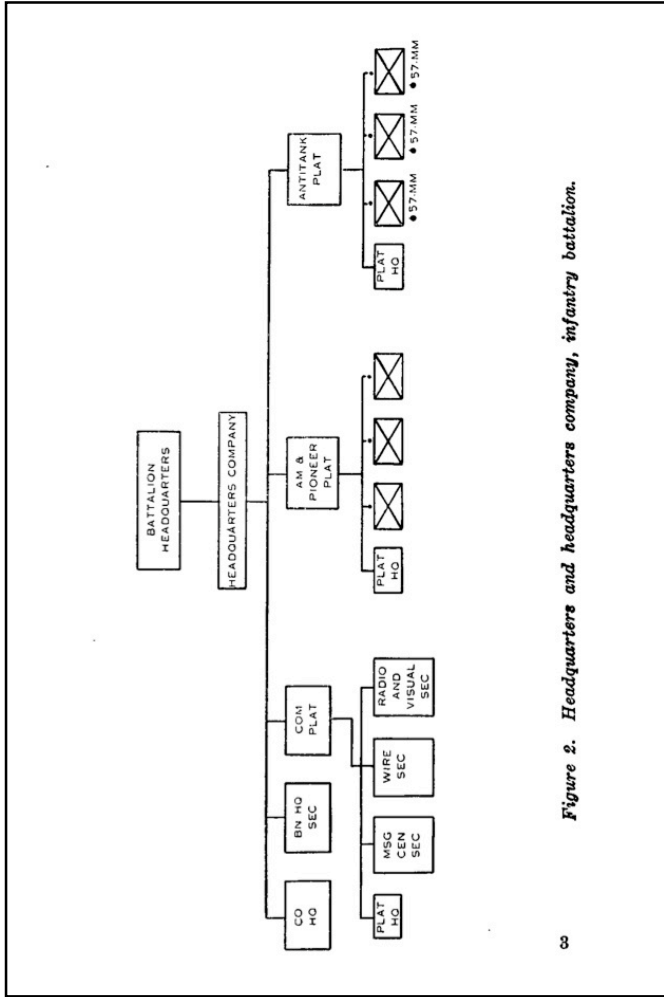 BATTALION
HEADQUARTERS
HEADQUARTERS COMPANY
CO
HQ
BN HQ
SEC
COM
PLAT
AM &
PIONEER
PLAT
ANTITANK
PLAT
PLAT
HQ
MSG
CEN
SEC
WIRE
SEC
RADIO
AND
VISUAL
SEC
PLAT
HQ
PLAT
HQ
57-MM
57-MM
57-MM
Figure 2. Headquarters and headquarters company, infantry battalion.
3